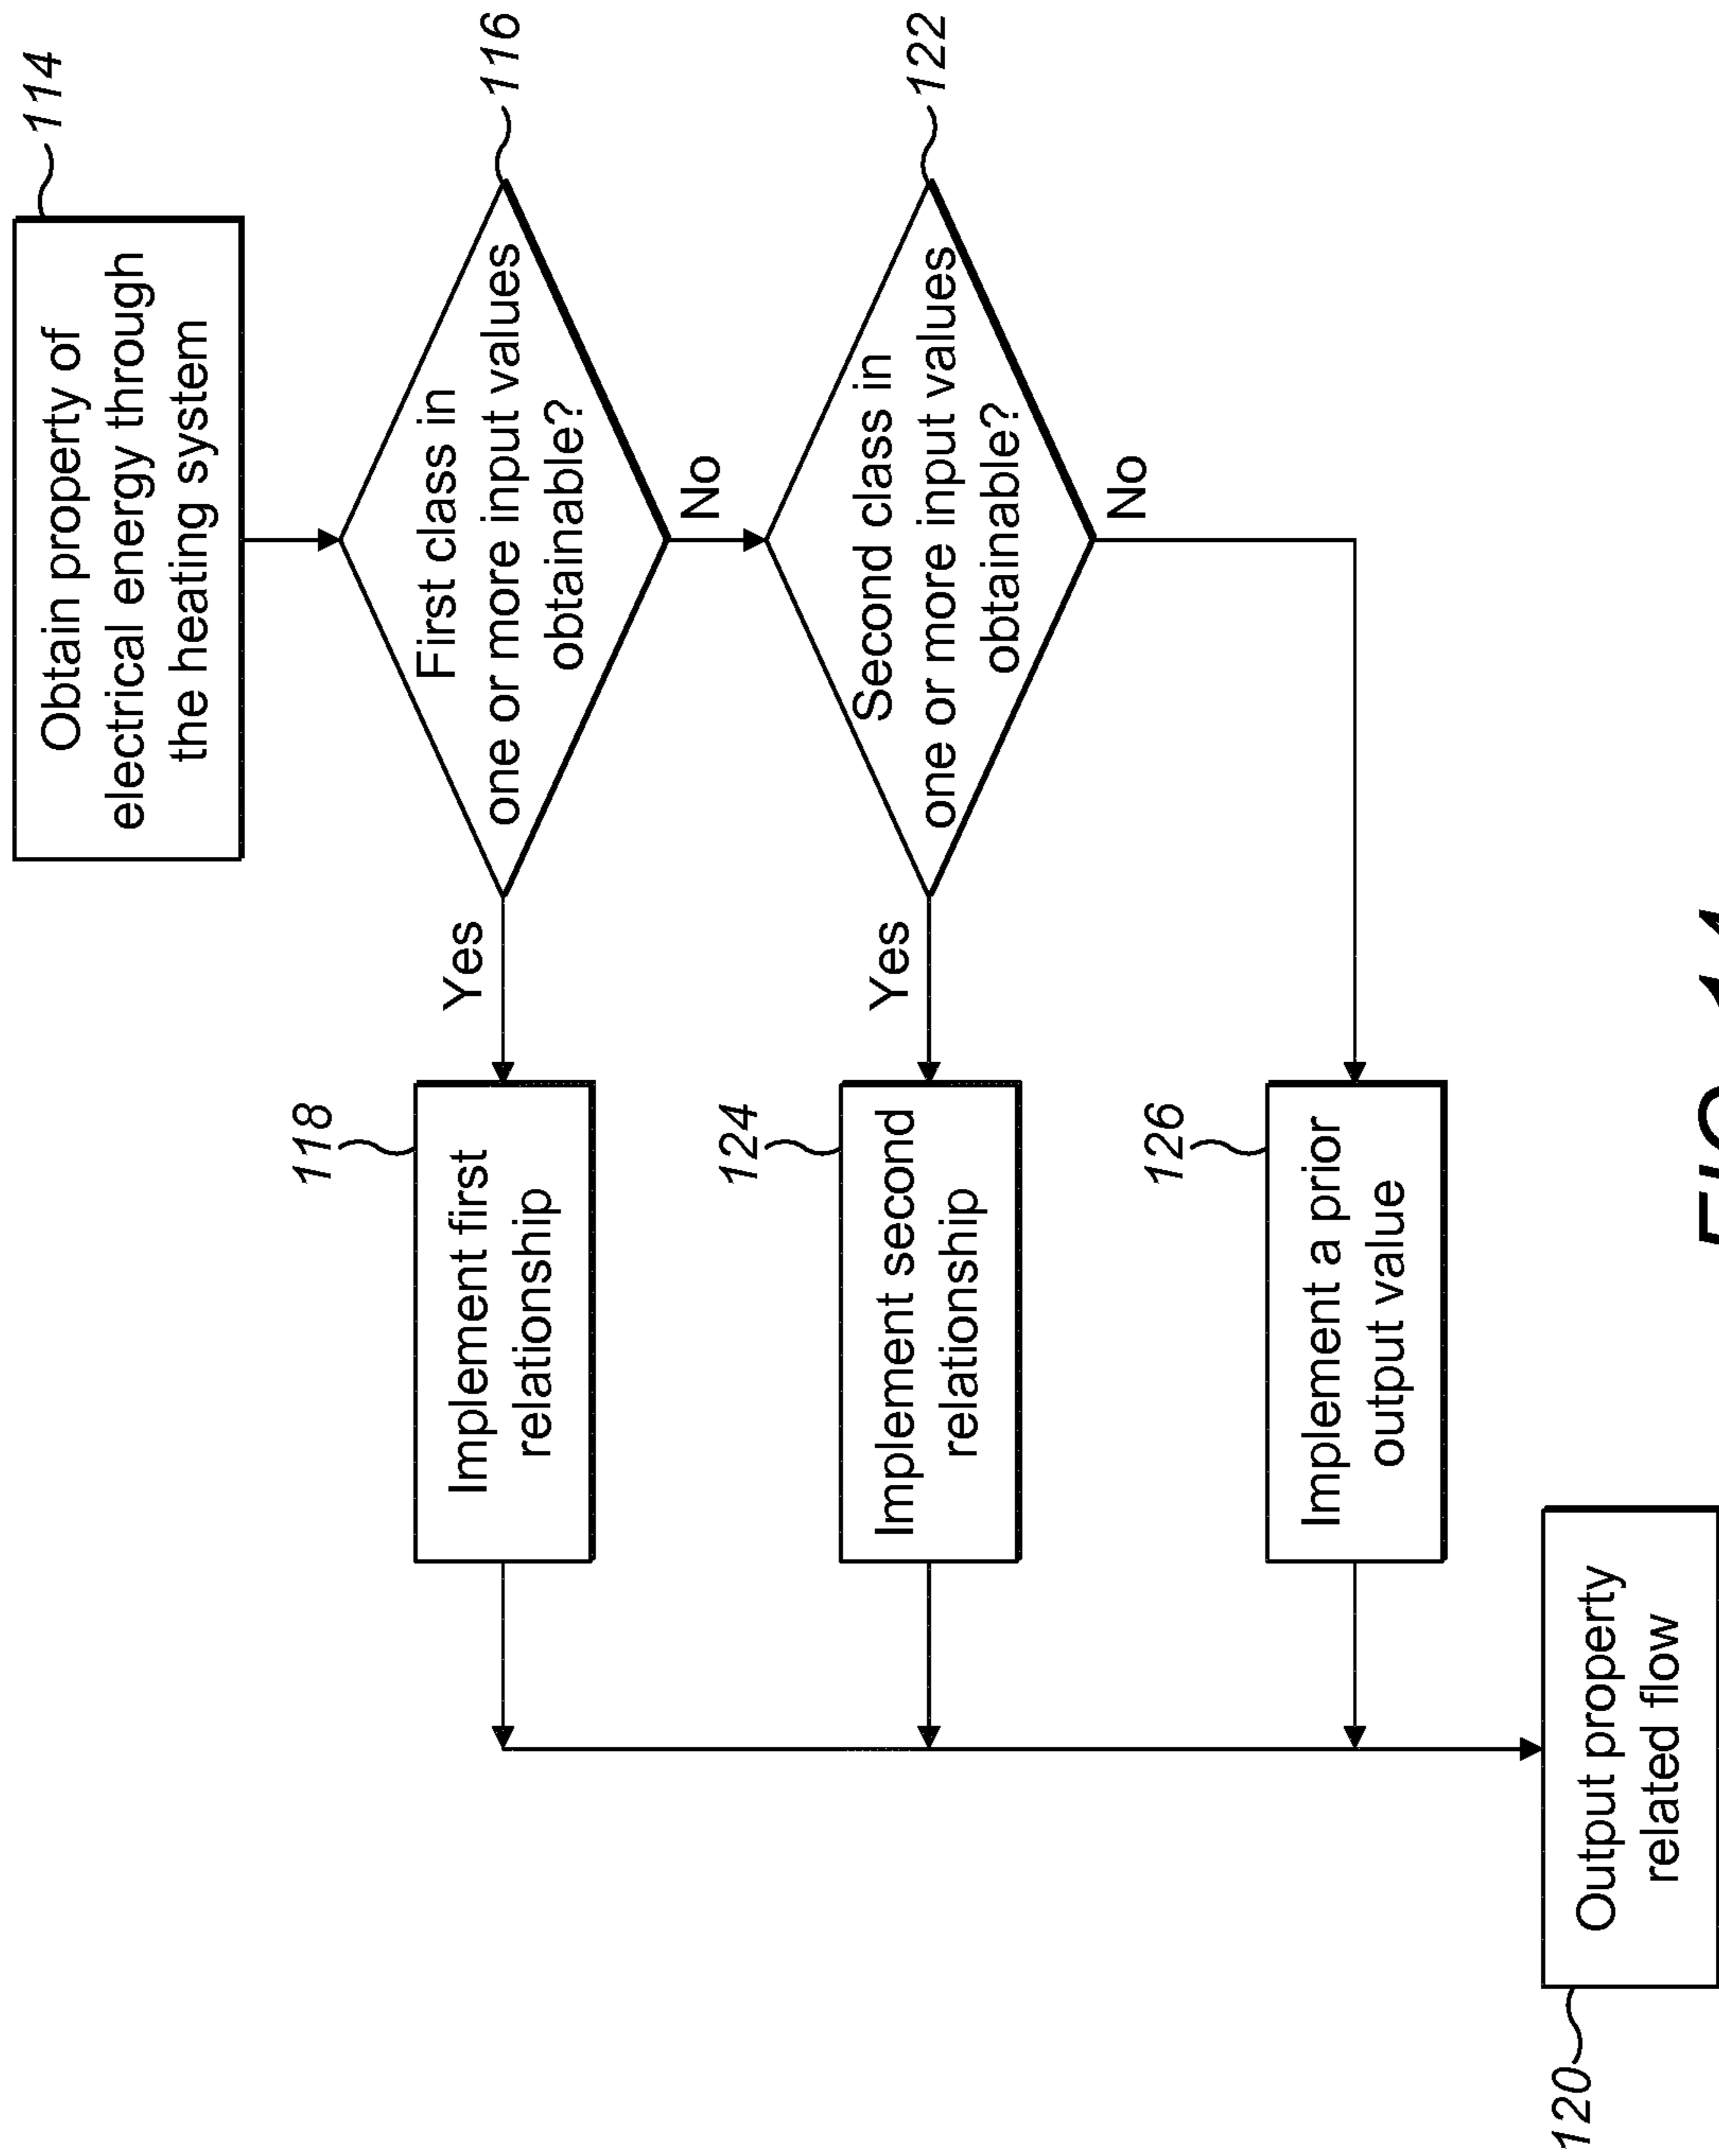 114
Obtain property of
electrical energy through
the heating system
116
First class in
one or more input values
obtainable?
Yes
No
118
Implement first
relationship
122
Second class in
one or more input values
obtainable?
Yes
No
124
Implement second
relationship
126
Implement a prior
output value
120
Output property
related flow